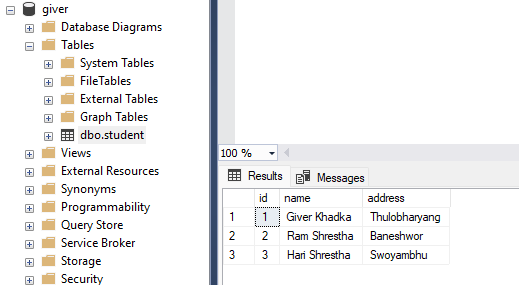 giver
Database Diagrams
Tables
System Tables
FileTables
External Tables
Graph Tables
dbo.student
Views
External Resources
Synonyms
Programmability
Query Store
Service Broker
Storage
Security
100 %
Results Messages
id name address
1 1 Giver Khadka Thulobharyang
2 2 Ram Shrestha Baneshwor
3 3 Hari Shrestha Swoyambhu